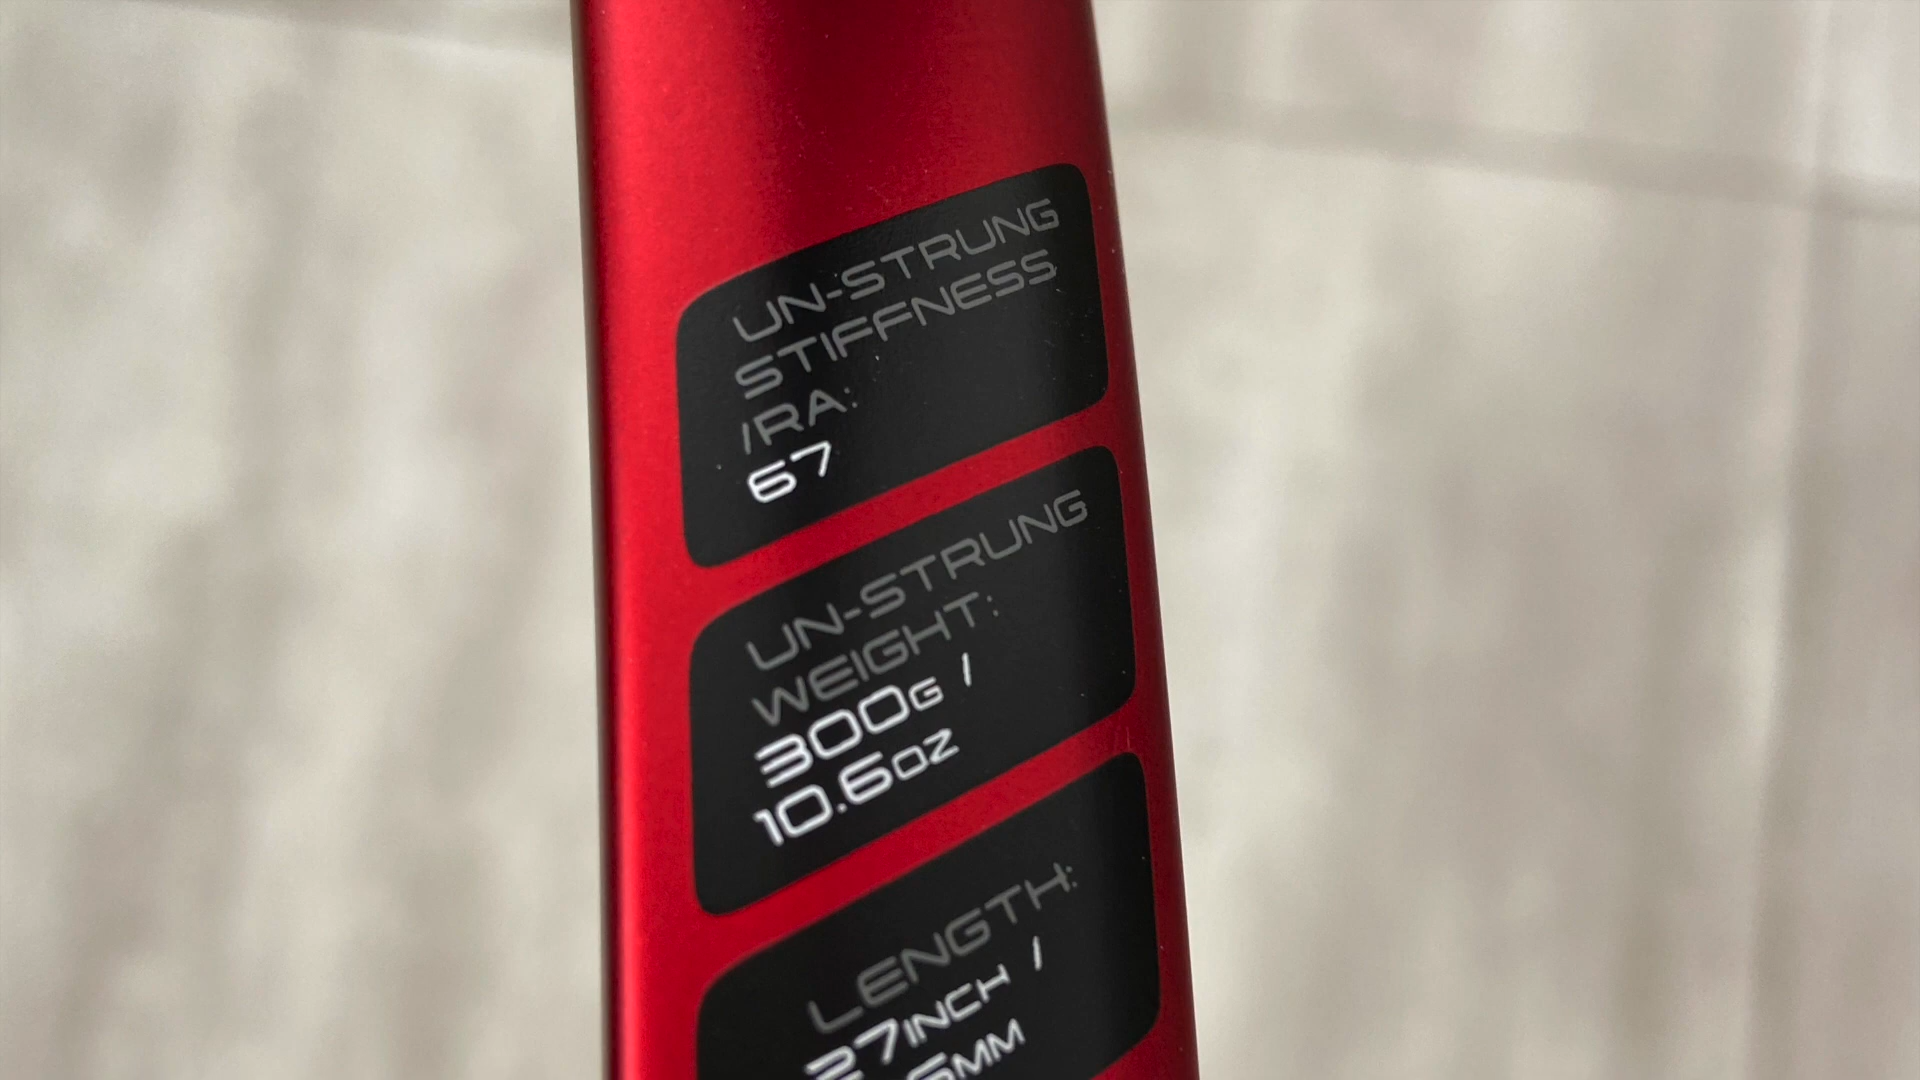 UN-STRUNG
STIFFNESS
/RA:
67
UN-STRUNG
WEIGHT:
300G /
10.6OZ
LENGTH:
27INCH /